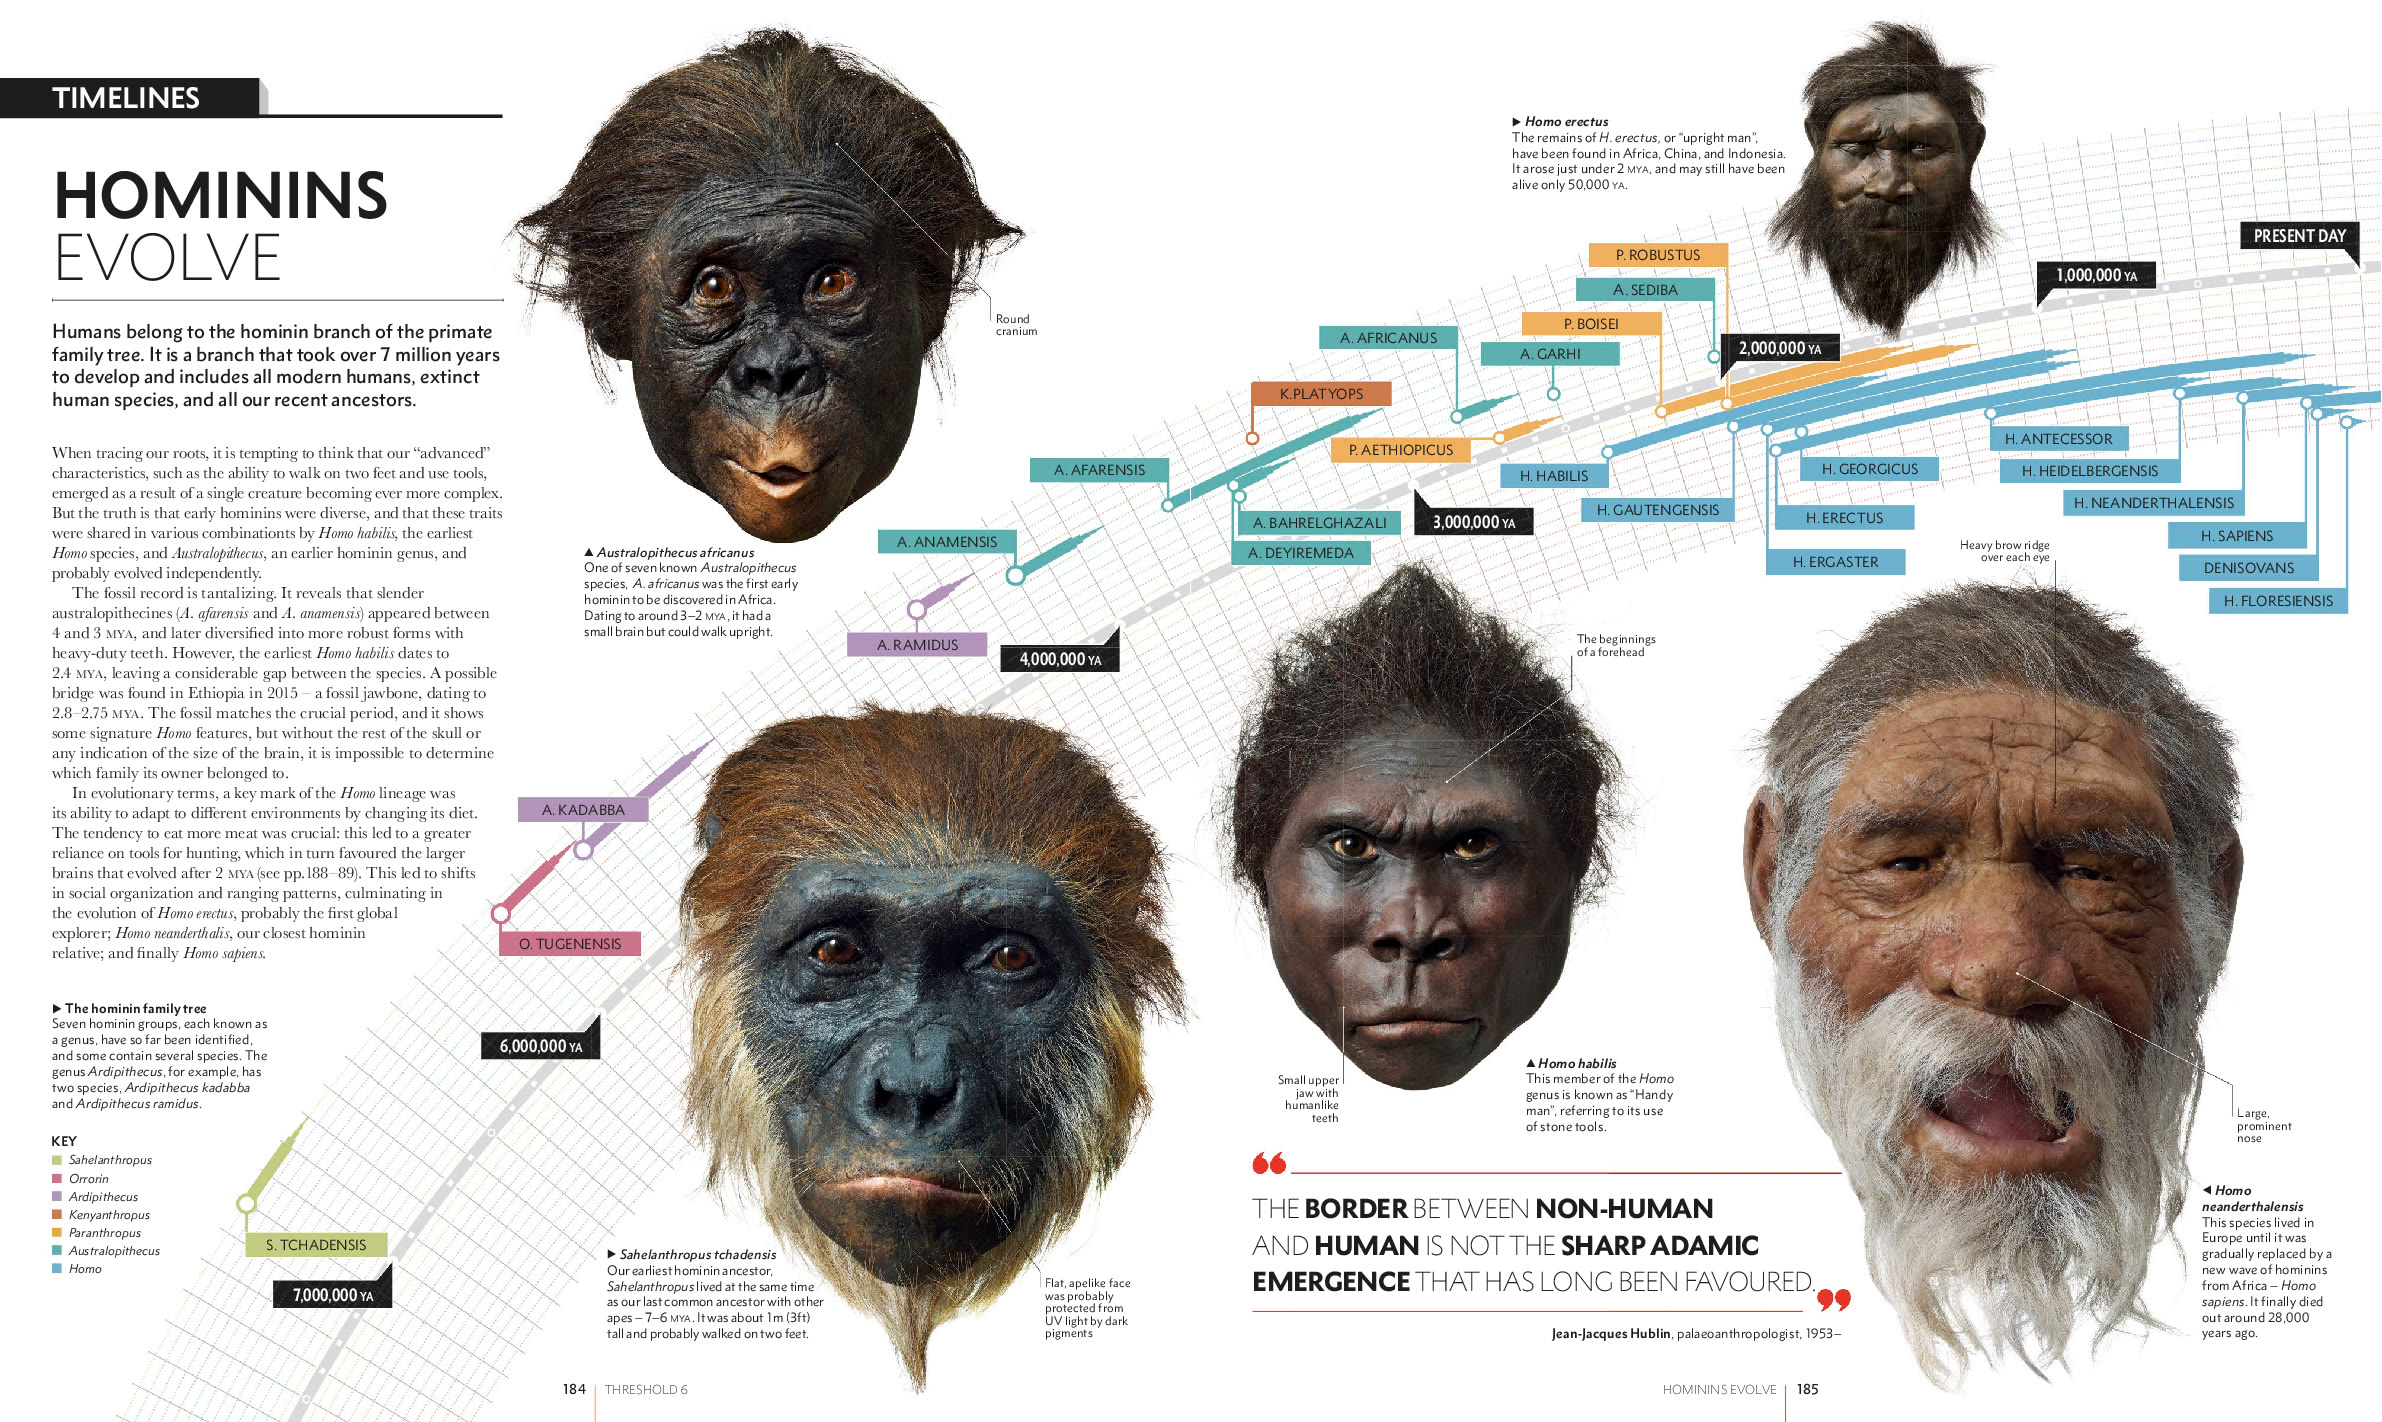 TIMELINES
HOMININS
EVOLVE
Humans belong to the hominin branch of the primate
family tree. It is a branch that took over 7 million years
to develop and includes all modern humans, extinct
human species, and all our recent ancestors.
When tracing our roots, it is tempting to think that our “advanced”
characteristics, such as the ability to walk on two feet and use tools,
emerged as a result of a single creature becoming ever more complex.
But the truth is that early hominins were diverse, and that these traits
were shared in various combinationts by Homo habilis, the earliest
Homo species, and Australopithecus, an earlier hominin genus, and
probably evolved independently.
The fossil record is tantalizing. It reveals that slender
australopithecines (A. afarensis and A. anamensis) appeared between
4 and 3 MYA, and later diversified into more robust forms with
heavy-duty teeth. However, the earliest Homo habilis dates to
2.4 MYA, leaving a considerable gap between the species. A possible
bridge was found in Ethiopia in 2015 – a fossil jawbone, dating to
2.8–2.75 MYA. The fossil matches the crucial period, and it shows
some signature Homo features, but without the rest of the skull or
any indication of the size of the brain, it is impossible to determine
which family its owner belonged to.
In evolutionary terms, a key mark of the Homo lineage was
its ability to adapt to different environments by changing its diet.
The tendency to eat more meat was crucial: this led to a greater
reliance on tools for hunting, which in turn favoured the larger
brains that evolved after 2 MYA (see pp.188–89). This led to shifts
in social organization and ranging patterns, culminating in
the evolution of Homo erectus, probably the first global
explorer; Homo neanderthalis, our closest hominin
relative; and finally Homo sapiens.
▶ The hominin family tree
Seven hominin groups, each known as
a genus, have so far been identified,
and some contain several species. The
genus Ardipithecus, for example, has
two species, Ardipithecus kadabba
and Ardipithecus ramidus.
KEY
Sahelanthropus
Orrorin
Ardipithecus
Kenyanthropus
Paranthropus
Australopithecus
Homo
S. TCHADENSIS
7,000,000 YA
6,000,000 YA
O. TUGENENSIS
A. KADABBA
A. RAMIDUS
4,000,000 YA
A. ANAMENSIS
A. AFARENSIS
A. BAHRELGHAZALI
A. DEYIREMEDA
K.PLATYOPS
3,000,000 YA
P. AETHIOPICUS
A. AFRICANUS
A. GARHI
P. BOISEI
A. SEDIBA
P. ROBUSTUS
2,000,000 YA
H. HABILIS
H. GAUTENGENSIS
H. GEORGICUS
H. ERECTUS
H. ERGASTER
H. ANTECESSOR
H. HEIDELBERGENSIS
H. NEANDERTHALENSIS
H. SAPIENS
DENISOVANS
H. FLORESIENSIS
1,000,000 YA
PRESENT DAY
Round
cranium
▲ Australopithecus africanus
One of seven known Australopithecus
species, A. africanus was the first early
hominin to be discovered in Africa.
Dating to around 3–2 MYA, it had a
small brain but could walk upright.
▶ Sahelanthropus tchadensis
Our earliest hominin ancestor,
Sahelanthropus lived at the same time
as our last common ancestor with other
apes – 7–6 MYA. It was about 1m (3ft)
tall and probably walked on two feet.
Flat, apelike face
was probably
protected from
UV light by dark
pigments
▶ Homo erectus
The remains of H. erectus, or “upright man”,
have been found in Africa, China, and Indonesia.
It arose just under 2 MYA, and may still have been
alive only 50,000 YA.
The beginnings
of a forehead
Small upper
jaw with
humanlike
teeth
▲ Homo habilis
This member of the Homo
genus is known as “Handy
man”, referring to its use
of stone tools.
Heavy brow ridge
over each eye
Large,
prominent
nose
◀ Homo
neanderthalensis
This species lived in
Europe until it was
gradually replaced by a
new wave of hominins
from Africa – Homo
sapiens. It finally died
out around 28,000
years ago.
“
THE BORDER BETWEEN NON-HUMAN
AND HUMAN IS NOT THE SHARP ADAMIC
EMERGENCE THAT HAS LONG BEEN FAVOURED.
”
Jean-Jacques Hublin, palaeoanthropologist, 1953–
184 THRESHOLD 6
HOMININS EVOLVE 185